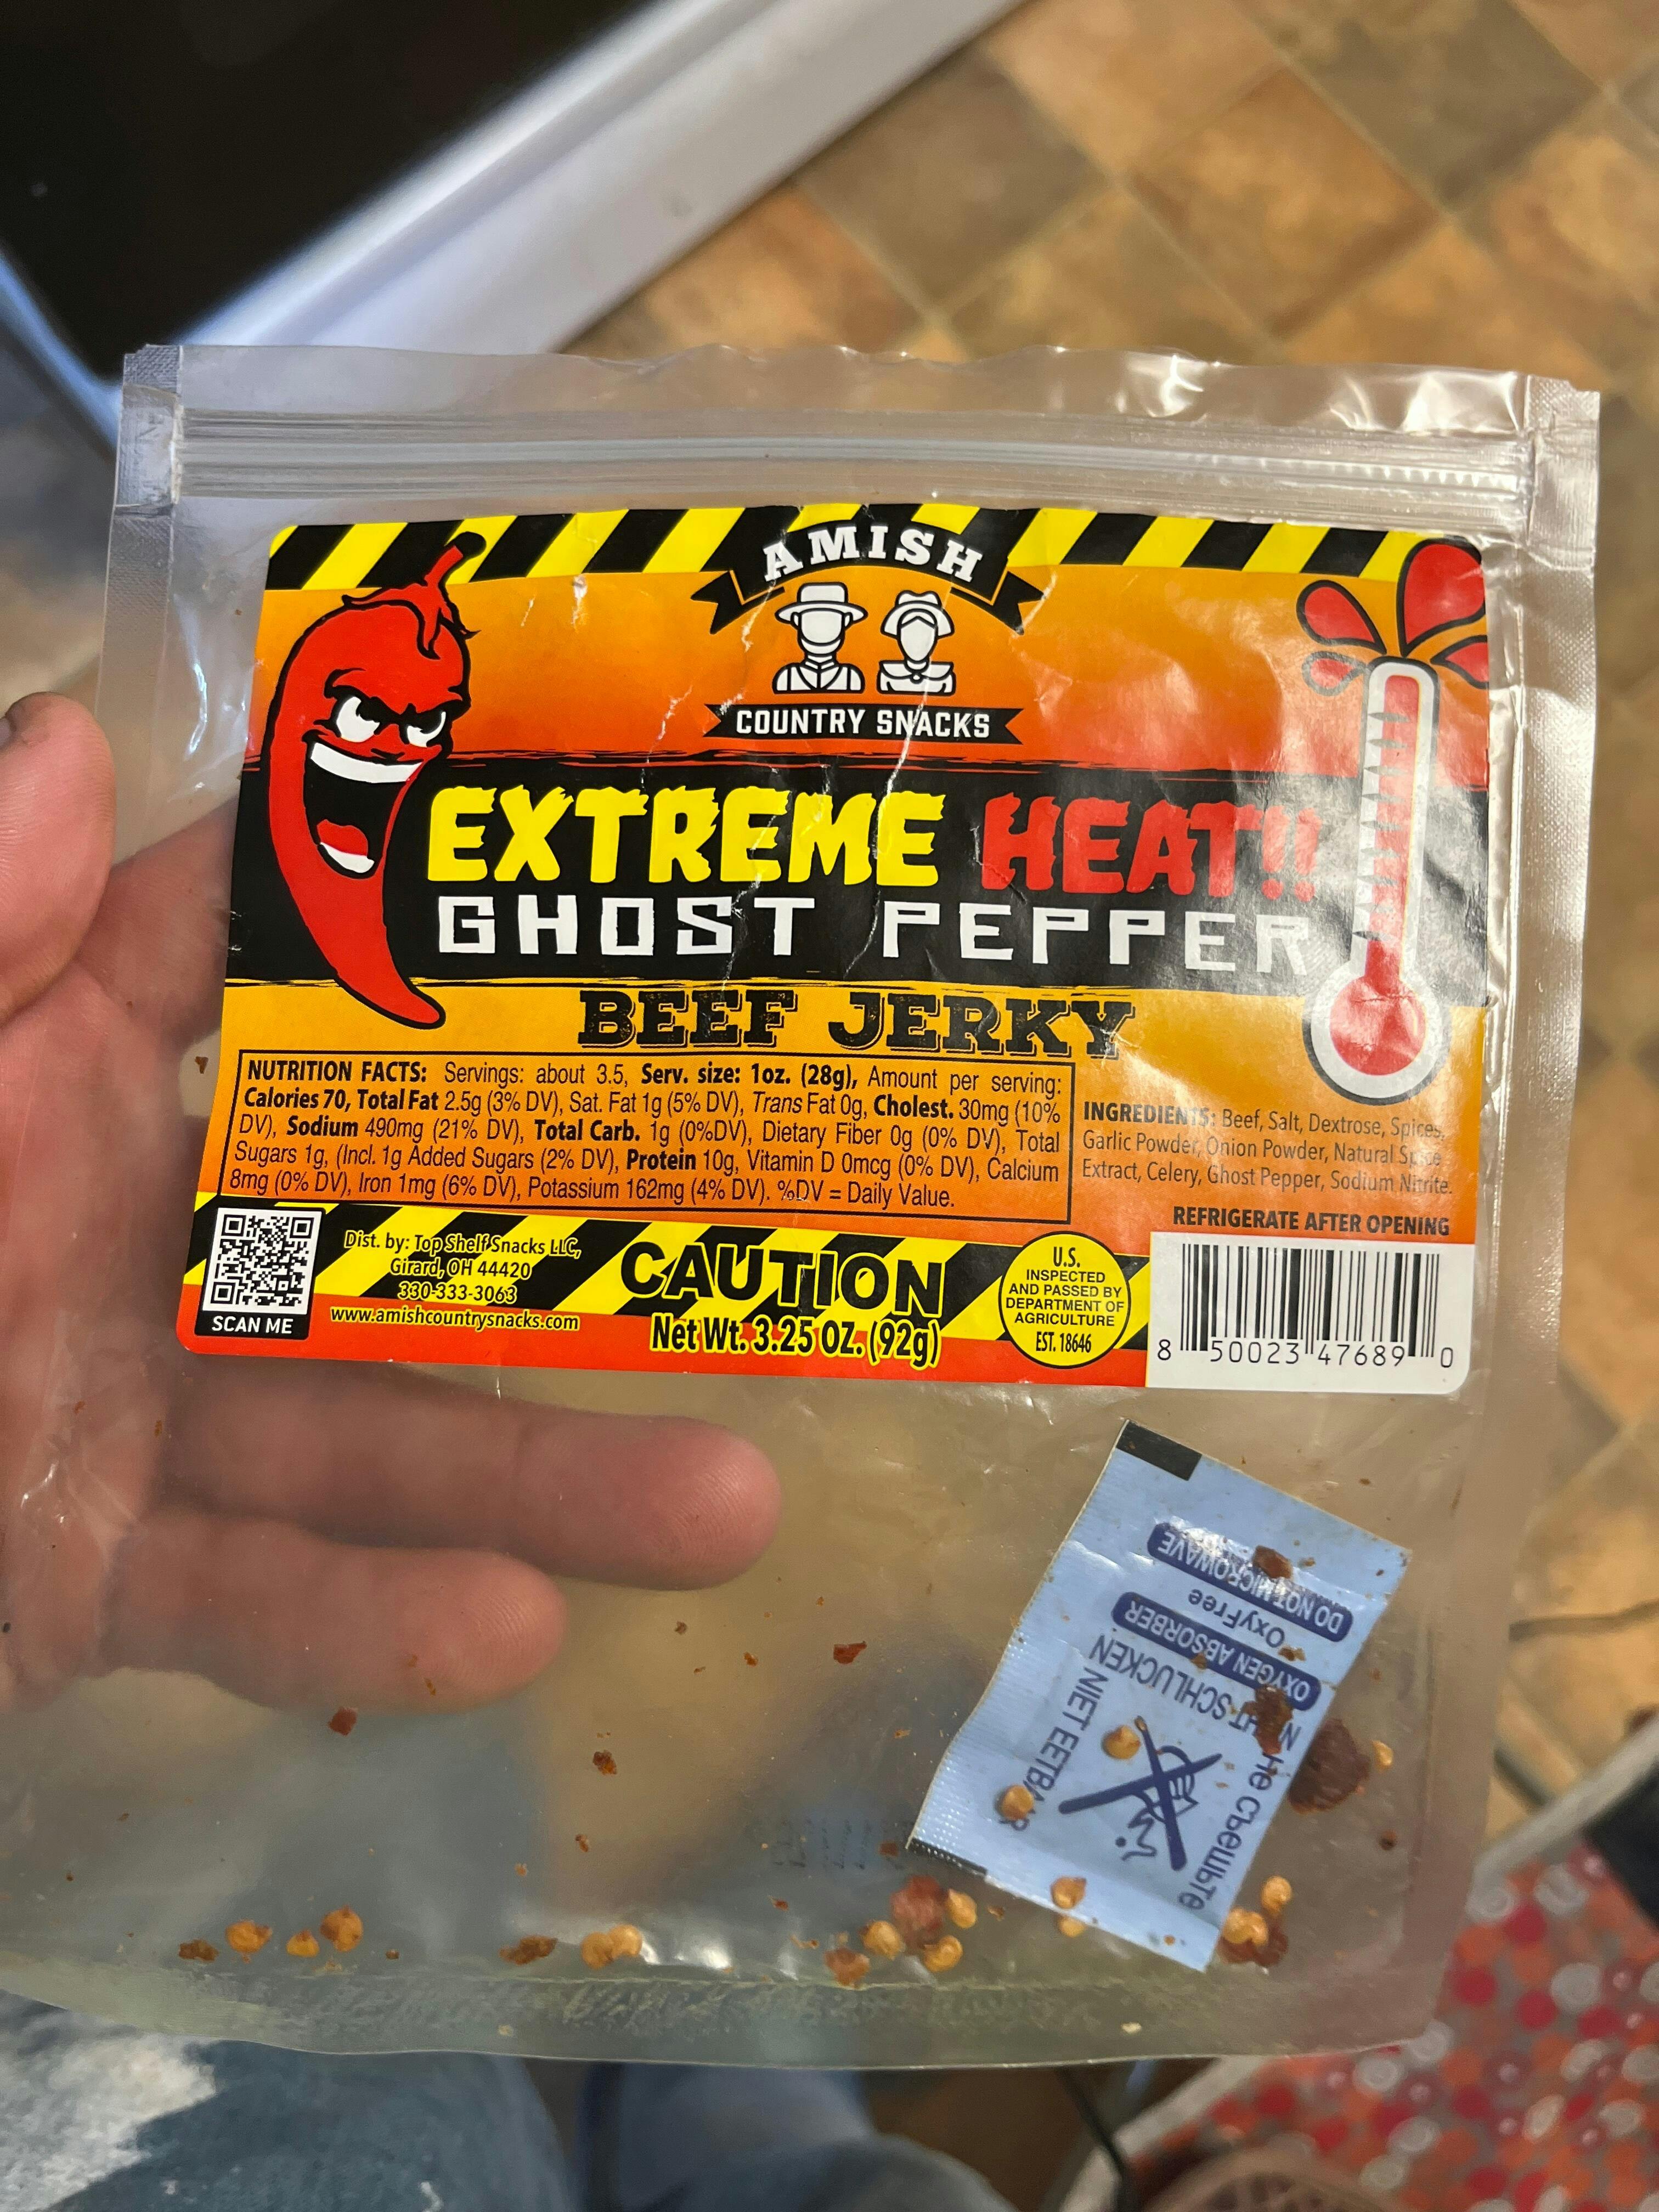 AMISH
COUNTRY SNACKS
EXTREME HEAT!!
GHOST PEPPER
BEEF JERKY
NUTRITION FACTS: Servings: about 3.5, Serv. size: 1oz. (28g), Amount per serving:
Calories 70, Total Fat 2.5g (3% DV), Sat. Fat 1g (5% DV), Trans Fat 0g, Cholest. 30mg (10%
DV), Sodium 490mg (21% DV), Total Carb. 1g (0%DV), Dietary Fiber 0g (0% DV), Total
Sugars 1g, (Incl. 1g Added Sugars (2% DV), Protein 10g, Vitamin D 0mcg (0% DV), Calcium
8mg (0% DV), Iron 1mg (6% DV), Potassium 162mg (4% DV). %DV = Daily Value.
INGREDIENTS: Beef, Salt, Dextrose, Spices,
Garlic Powder, Onion Powder, Natural Spice
Extract, Celery, Ghost Pepper, Sodium Nitrite.
REFRIGERATE AFTER OPENING
SCAN ME
Dist. by: Top Shelf Snacks LLC,
Girard, OH 44420
330-333-3063
www.amishcountrysnacks.com
CAUTION
Net Wt. 3.25 OZ. (92g)
U.S.
INSPECTED
AND PASSED BY
DEPARTMENT OF
AGRICULTURE
EST. 18646
8 50023 47689 0
DO NOT MICROWAVE
OxyFree
OXYGEN ABSORBER
SCHLUCKEN
NIET
Не съешьте